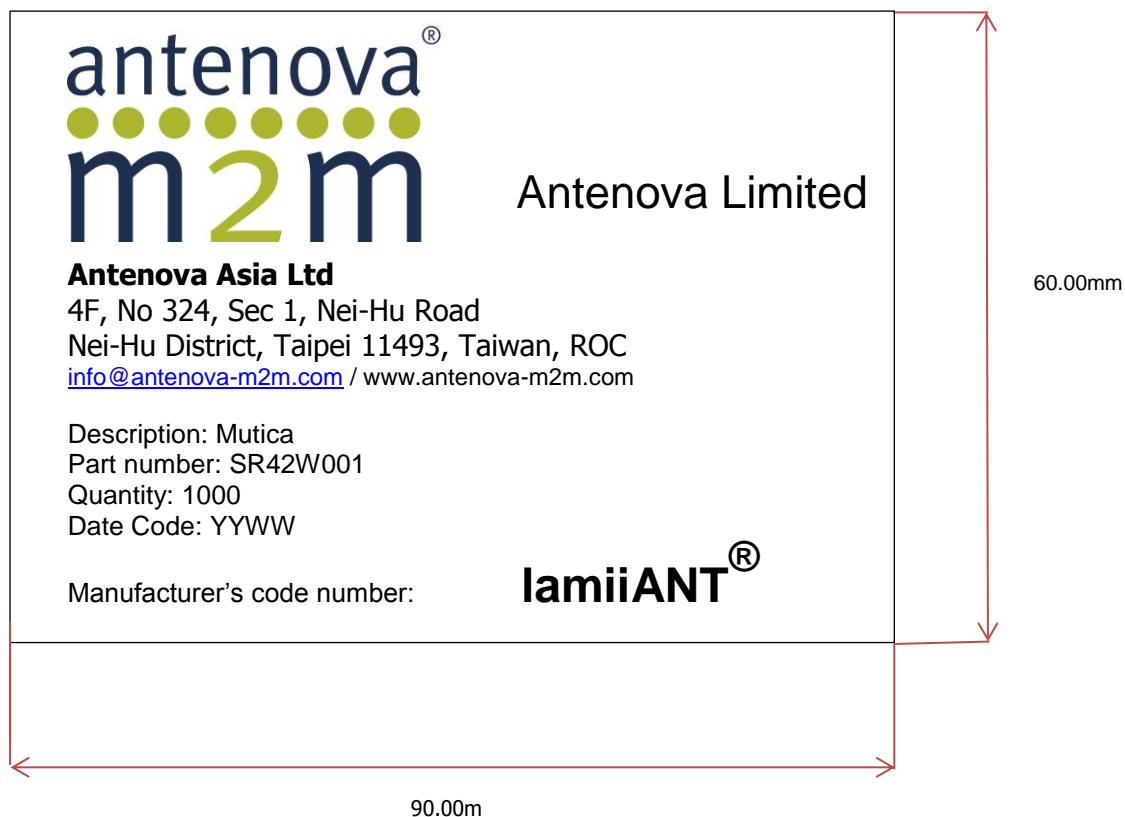 antenova®
m2m
Antenova Limited
Antenova Asia Ltd
4F, No 324, Sec 1, Nei-Hu Road
Nei-Hu District, Taipei 11493, Taiwan, ROC
info@antenova-m2m.com / www.antenova-m2m.com
Description: Mutica
Part number: SR42W001
Quantity: 1000
Date Code: YYWW
Manufacturer’s code number: lamiiANT®
60.00mm
90.00m